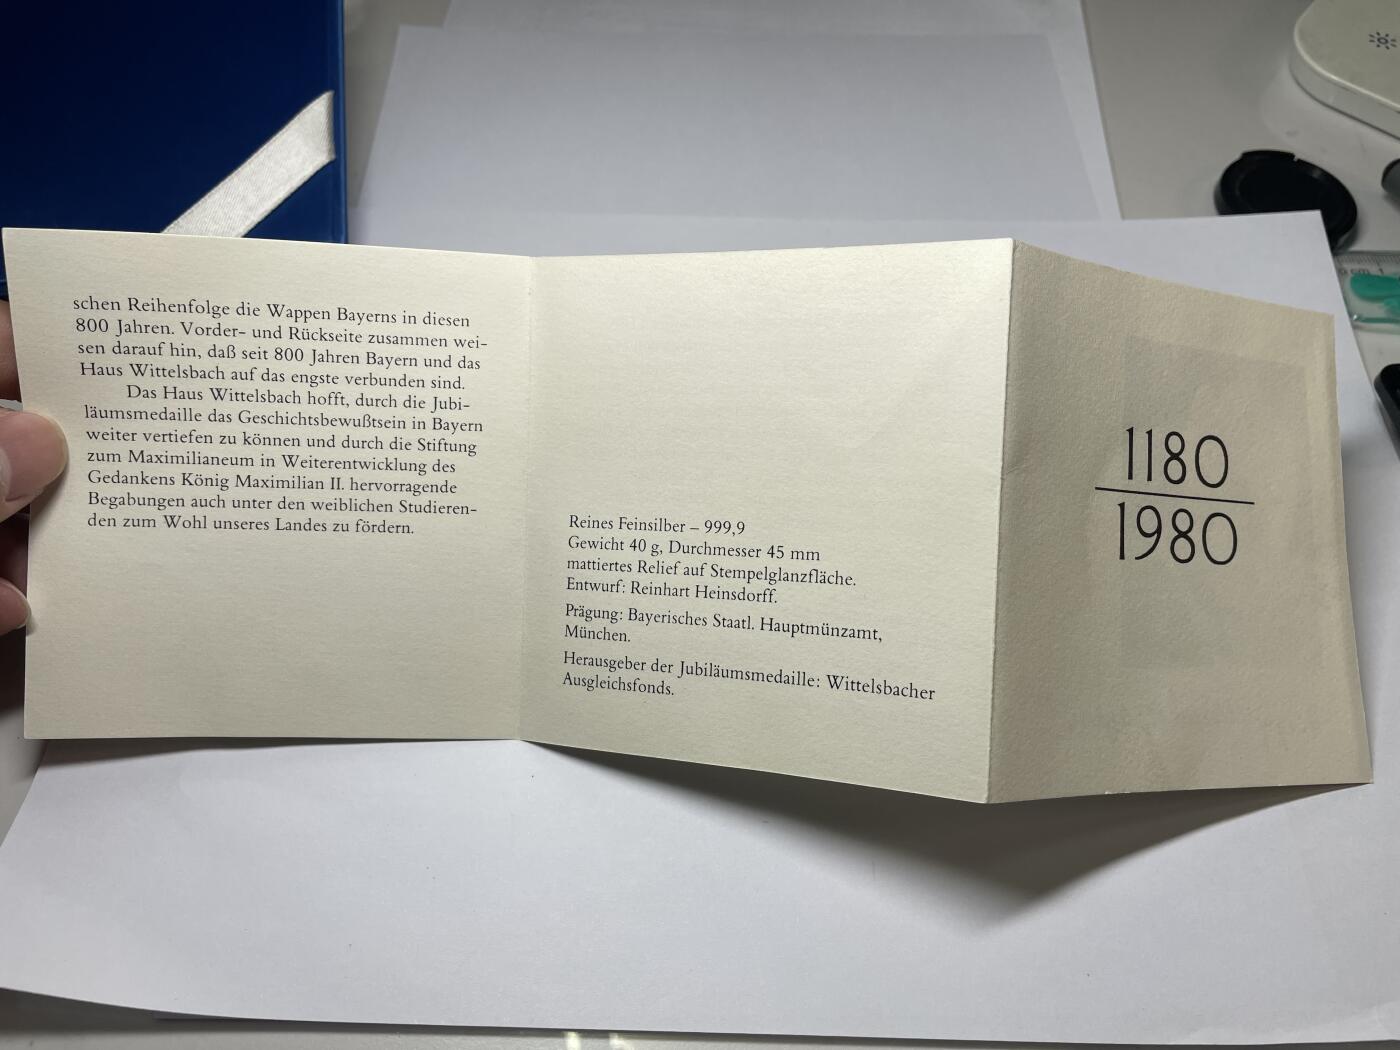 schen Reihenfolge die Wappen Bayerns in diesen
800 Jahren. Vorder- und Rückseite zusammen wei-
sen darauf hin, daß seit 800 Jahren Bayern und das
Haus Wittelsbach auf das engste verbunden sind.
Das Haus Wittelsbach hofft, durch die Jubi-
läumsmedaille das Geschichtsbewußtsein in Bayern
weiter vertiefen zu können und durch die Stiftung
zum Maximilianeum in Weiterentwicklung des
Gedankens König Maximilian II. hervorragende
Begabungen auch unter den weiblichen Studieren-
den zum Wohl unseres Landes zu fördern.
Reines Feinsilber – 999,9
Gewicht 40 g, Durchmesser 45 mm
mattiertes Relief auf Stempelglanzfläche.
Entwurf: Reinhart Heinsdorff.
Prägung: Bayerisches Staatl. Hauptmünzamt,
München.
Herausgeber der Jubiläumsmedaille: Wittelsbacher
Ausgleichsfonds.
1180
1980
0 cm 1